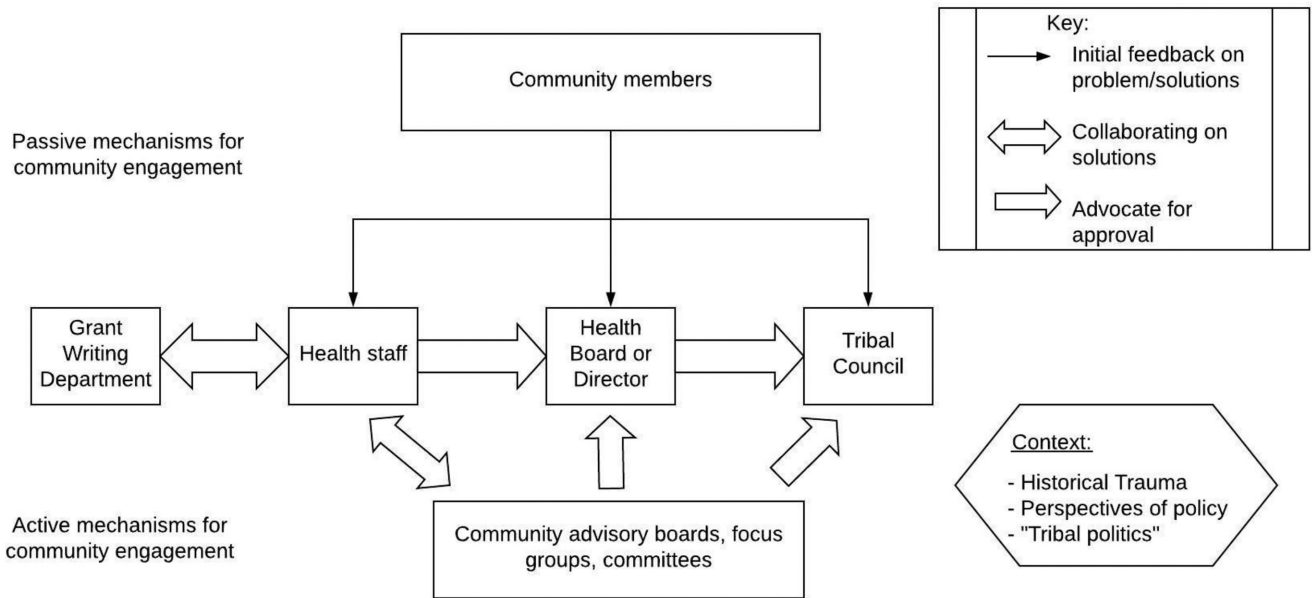 Community members
Key:
Initial feedback on
problem/solutions
Collaborating on
solutions
Advocate for
approval
Passive mechanisms for
community engagement
Grant
Writing
Department
Health staff
Health
Board or
Director
Tribal
Council
Active mechanisms for
community engagement
Community advisory boards, focus
groups, committees
Context:
- Historical Trauma
- Perspectives of policy
- "Tribal politics"